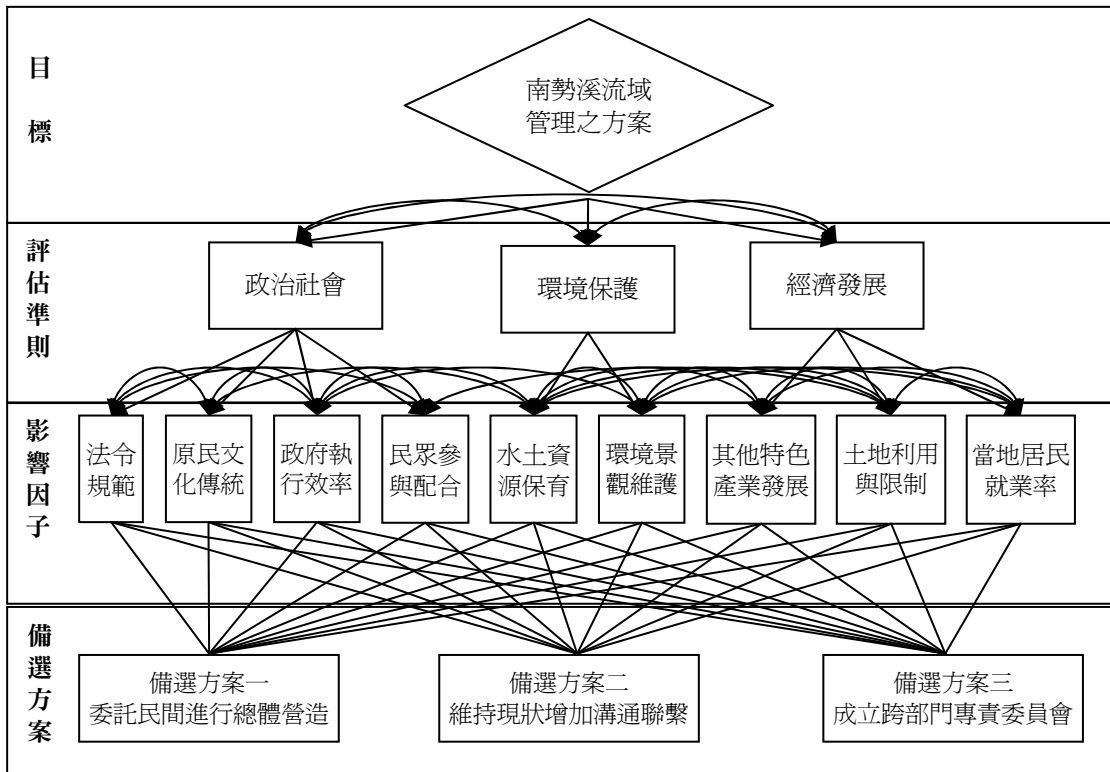 目標
南勢溪流域
管理之方案
評估準則
政治社會
環境保護
經濟發展
影響因子
法令
規範
原民文
化傳統
政府執
行效率
民眾參
與配合
水土資
源保育
環境景
觀維護
其他特色
產業發展
土地利用
與限制
當地居民
就業率
備選方案
備選方案一
委託民間進行總體營造
備選方案二
維持現狀增加溝通聯繫
備選方案三
成立跨部門專責委員會